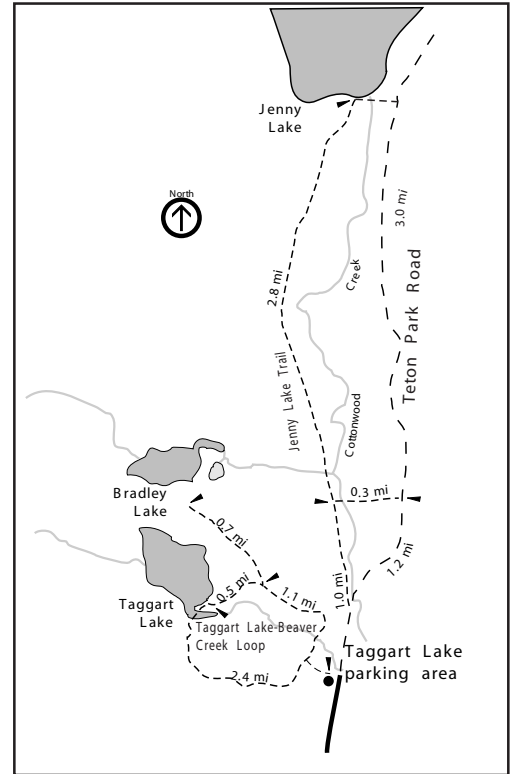 Jenny
Lake
North
3.0 mi
2.8 mi
Creek
Teton Park Road
Jenny Lake Trail
Cottonwood
Bradley
Lake
0.3 mi
0.7 mi
1.2 mi
0.5 mi
1.1 mi
1.0 mi
Taggart
Lake
Taggart Lake-Beaver
Creek Loop
2.4 mi
Taggart Lake
parking area